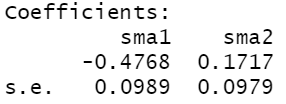 Coefficients:
sma1 sma2
-0.4768 0.1717
s.e. 0.0989 0.0979